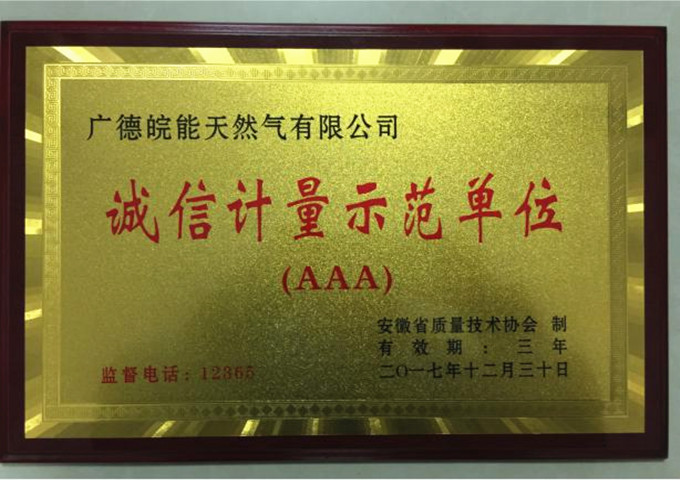 广德皖能天然气有限公司
诚信计量示范单位
(AAA)
安徽省质量技术协会 制
有效期：三年
监督电话：12365
二〇一七年十二月三十日